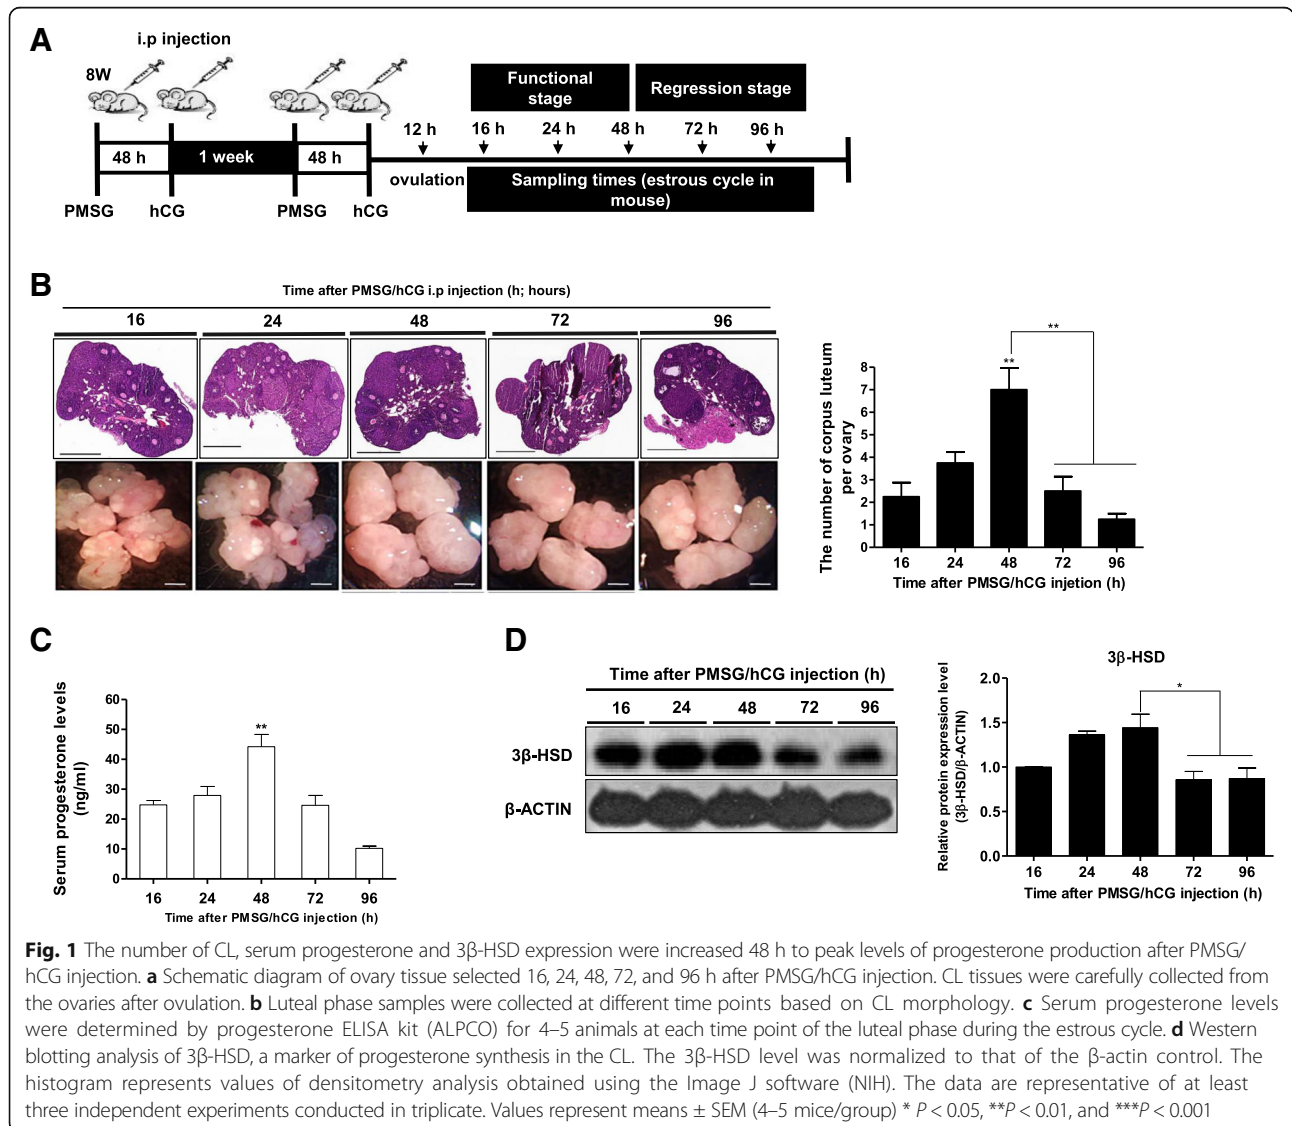 A
i.p injection
8W
Functional
stage
Regression stage
12 h
16 h
24 h
48 h
72 h
96 h
48 h
1 week
48 h
ovulation
Sampling times (estrous cycle in
mouse)
PMSG
hCG
PMSG
hCG
B
Time after PMSG/hCG i.p injection (h; hours)
16
24
48
72
96
**
**
The number of corpus luteum
per ovary
8
7
6
5
4
3
2
1
0
16
24
48
72
96
Time after PMSG/hCG injetion (h)
C
Serum progesterone levels
(ng/ml)
60
50
40
30
20
10
0
**
16
24
48
72
96
Time after PMSG/hCG injection (h)
D
Time after PMSG/hCG injection (h)
16
24
48
72
96
3β-HSD
β-ACTIN
3β-HSD
Relative protein expression level
(3β-HSD/β-ACTIN)
2.0
1.5
1.0
0.5
0.0
*
16
24
48
72
96
Time after PMSG/hCG injection (h)
Fig. 1 The number of CL, serum progesterone and 3β-HSD expression were increased 48 h to peak levels of progesterone production after PMSG/
hCG injection. a Schematic diagram of ovary tissue selected 16, 24, 48, 72, and 96 h after PMSG/hCG injection. CL tissues were carefully collected from
the ovaries after ovulation. b Luteal phase samples were collected at different time points based on CL morphology. c Serum progesterone levels
were determined by progesterone ELISA kit (ALPCO) for 4–5 animals at each time point of the luteal phase during the estrous cycle. d Western
blotting analysis of 3β-HSD, a marker of progesterone synthesis in the CL. The 3β-HSD level was normalized to that of the β-actin control. The
histogram represents values of densitometry analysis obtained using the Image J software (NIH). The data are representative of at least
three independent experiments conducted in triplicate. Values represent means ± SEM (4–5 mice/group) * P < 0.05, **P < 0.01, and ***P < 0.001